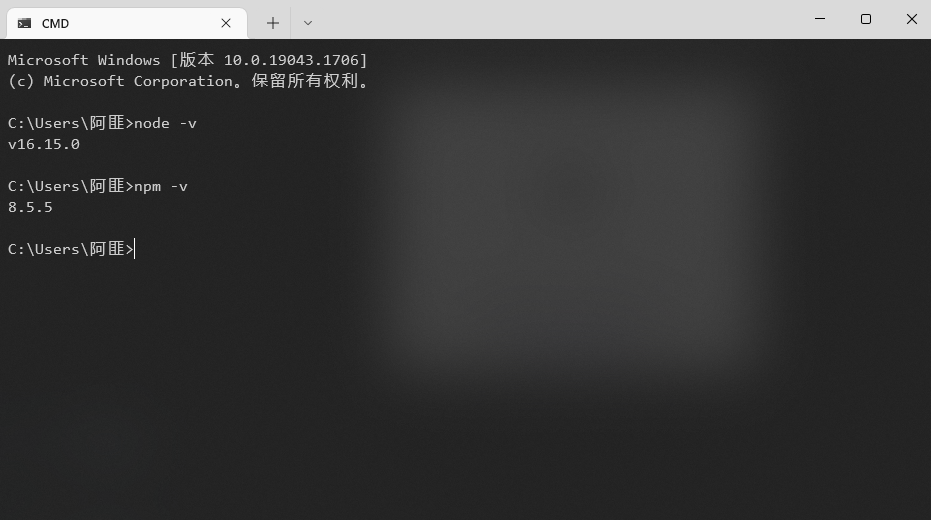 CMD
Microsoft Windows [版本 10.0.19043.1706]
(c) Microsoft Corporation。保留所有权利。
C:\Users\阿匪>node -v
v16.15.0
C:\Users\阿匪>npm -v
8.5.5
C:\Users\阿匪>